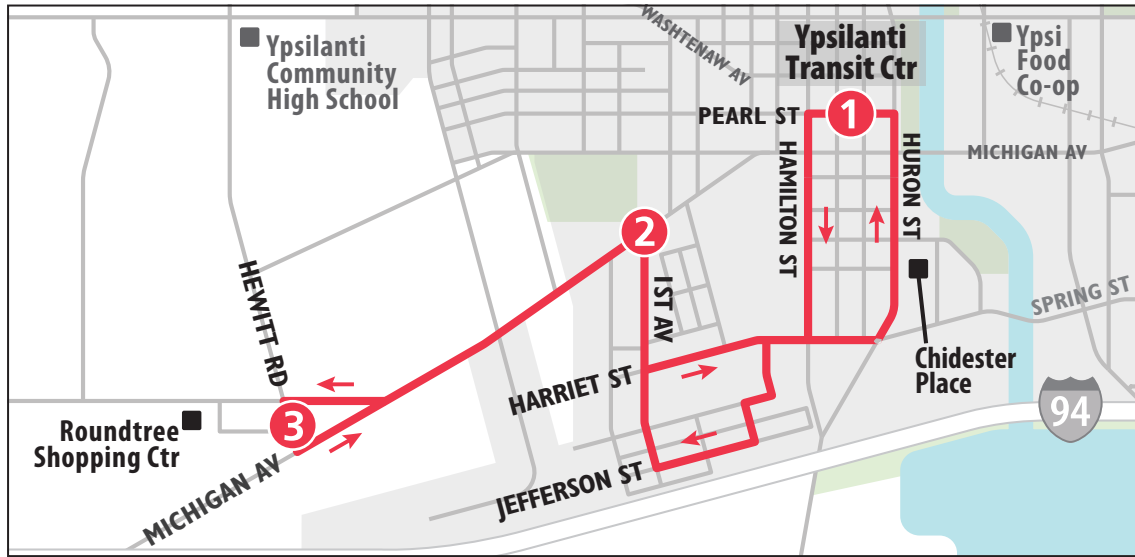 Ypsilanti
Community
High School
WASHTENAW AV
Ypsilanti
Transit Ctr
Ypsi
Food
Co-op
PEARL ST
1
MICHIGAN AV
HAMILTON ST
HURON ST
2
1ST AV
HEWITT RD
SPRING ST
Chidester
Place
HARRIET ST
94
3
Roundtree
Shopping Ctr
MICHIGAN AV
JEFFERSON ST